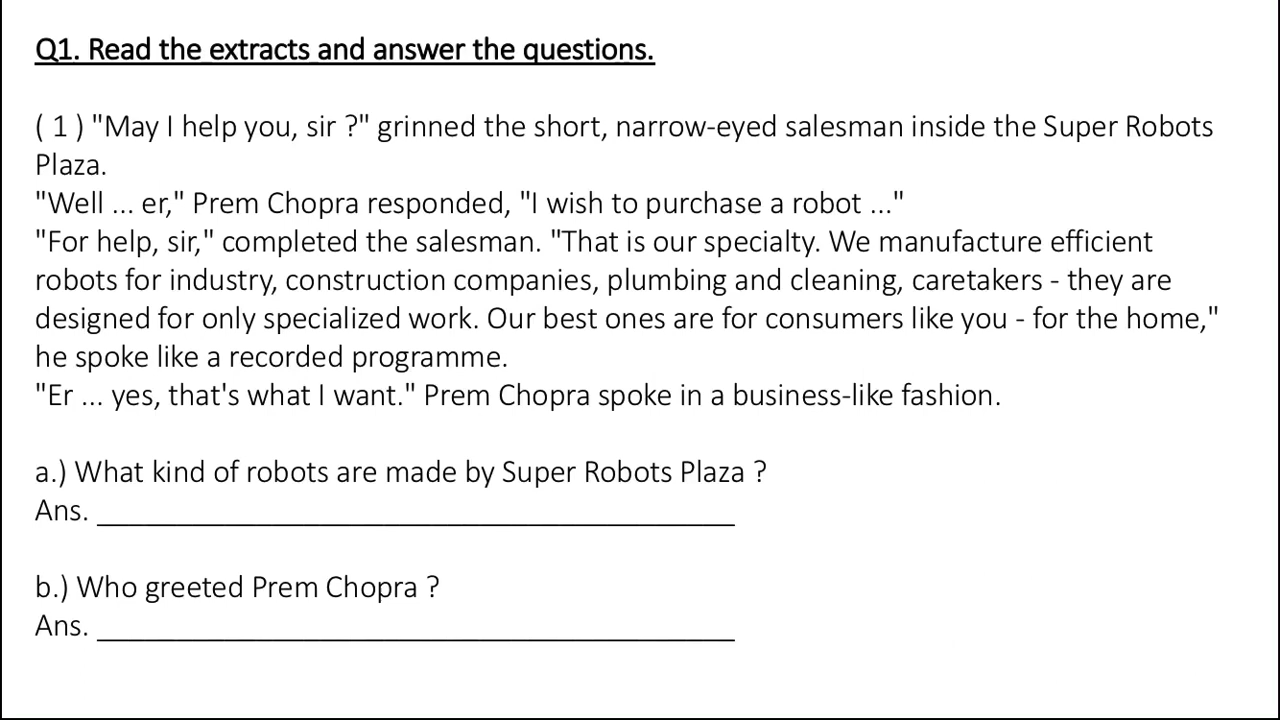 Q1. Read the extracts and answer the questions.
( 1 ) "May I help you, sir ?" grinned the short, narrow-eyed salesman inside the Super Robots
Plaza.
"Well ... er," Prem Chopra responded, "I wish to purchase a robot ..."
"For help, sir," completed the salesman. "That is our specialty. We manufacture efficient
robots for industry, construction companies, plumbing and cleaning, caretakers - they are
designed for only specialized work. Our best ones are for consumers like you - for the home,"
he spoke like a recorded programme.
"Er ... yes, that's what I want." Prem Chopra spoke in a business-like fashion.
a.) What kind of robots are made by Super Robots Plaza ?
Ans. ________________________________________
b.) Who greeted Prem Chopra ?
Ans. ________________________________________